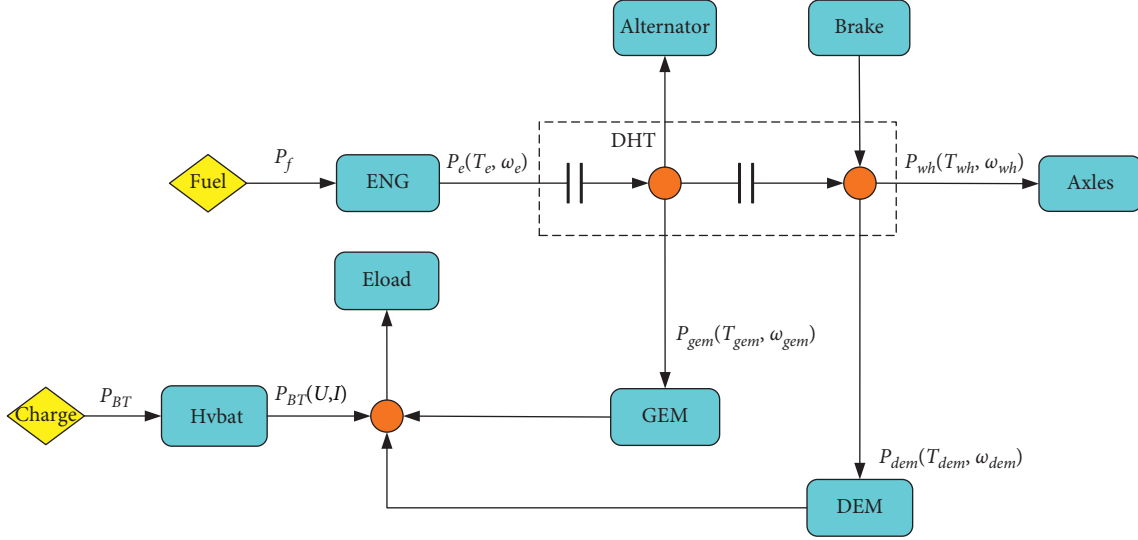 Alternator
Brake
DHT
P_f
P_e(T_e, ω_e)
P_wh(T_wh, ω_wh)
Fuel
ENG
Axles
Eload
P_gem(T_gem, ω_gem)
P_BT
P_BT(U,I)
Charge
Hvbat
GEM
P_dem(T_dem, ω_dem)
DEM